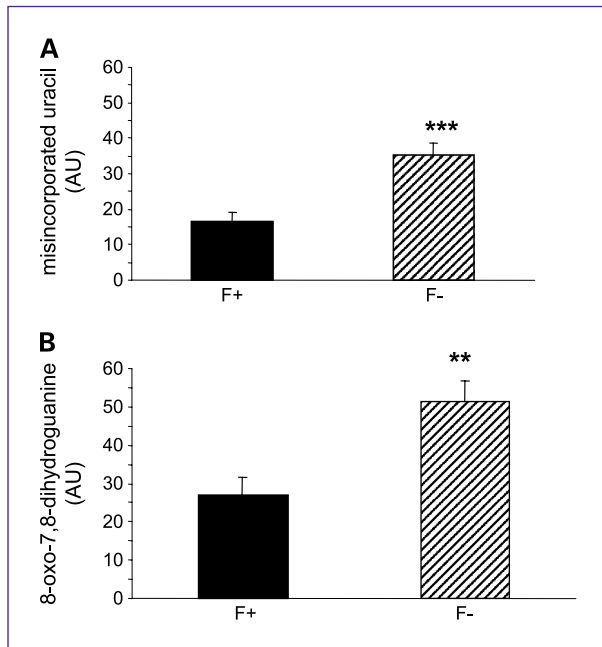 A
misincorporated uracil
(AU)
60
50
40
30
20
10
0
***
F+
F-
B
8-oxo-7,8-dihydroguanine
(AU)
60
50
40
30
20
10
0
**
F+
F-